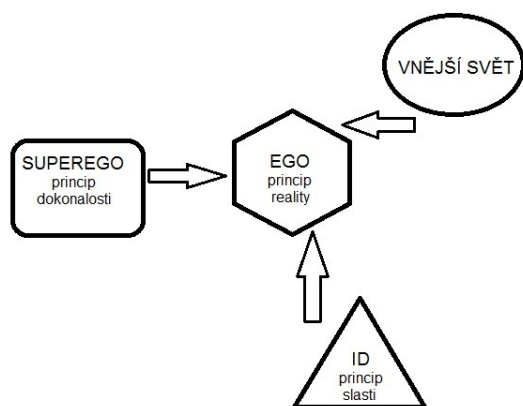 VNĚJŠÍ SVĚT
SUPEREGO
princip
dokonalosti
EGO
princip
reality
ID
princip
slasti